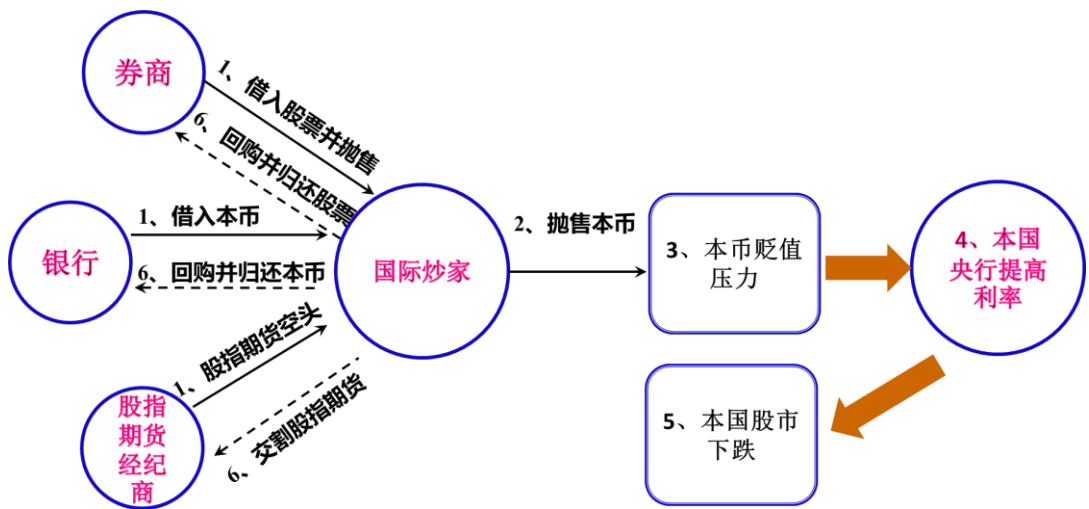 券商
1、借入股票并抛售
6、回购并归还股票
银行
1、借入本币
6、回购并归还本币
国际炒家
2、抛售本币
3、本币贬值
压力
4、本国
央行提高
利率
5、本国股市
下跌
股指
期货
经纪
商
1、股指期货空头
6、交割股指期货